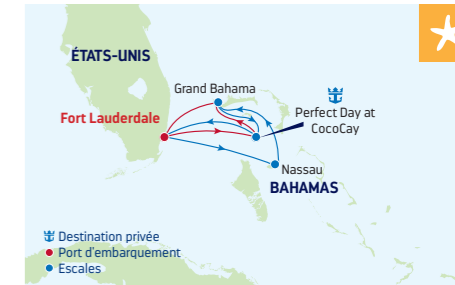 ÉTATS-UNIS
Grand Bahama
Perfect Day at
CocoCay
Fort Lauderdale
Nassau
BAHAMAS
Destination privée
Port d'embarquement
Escales